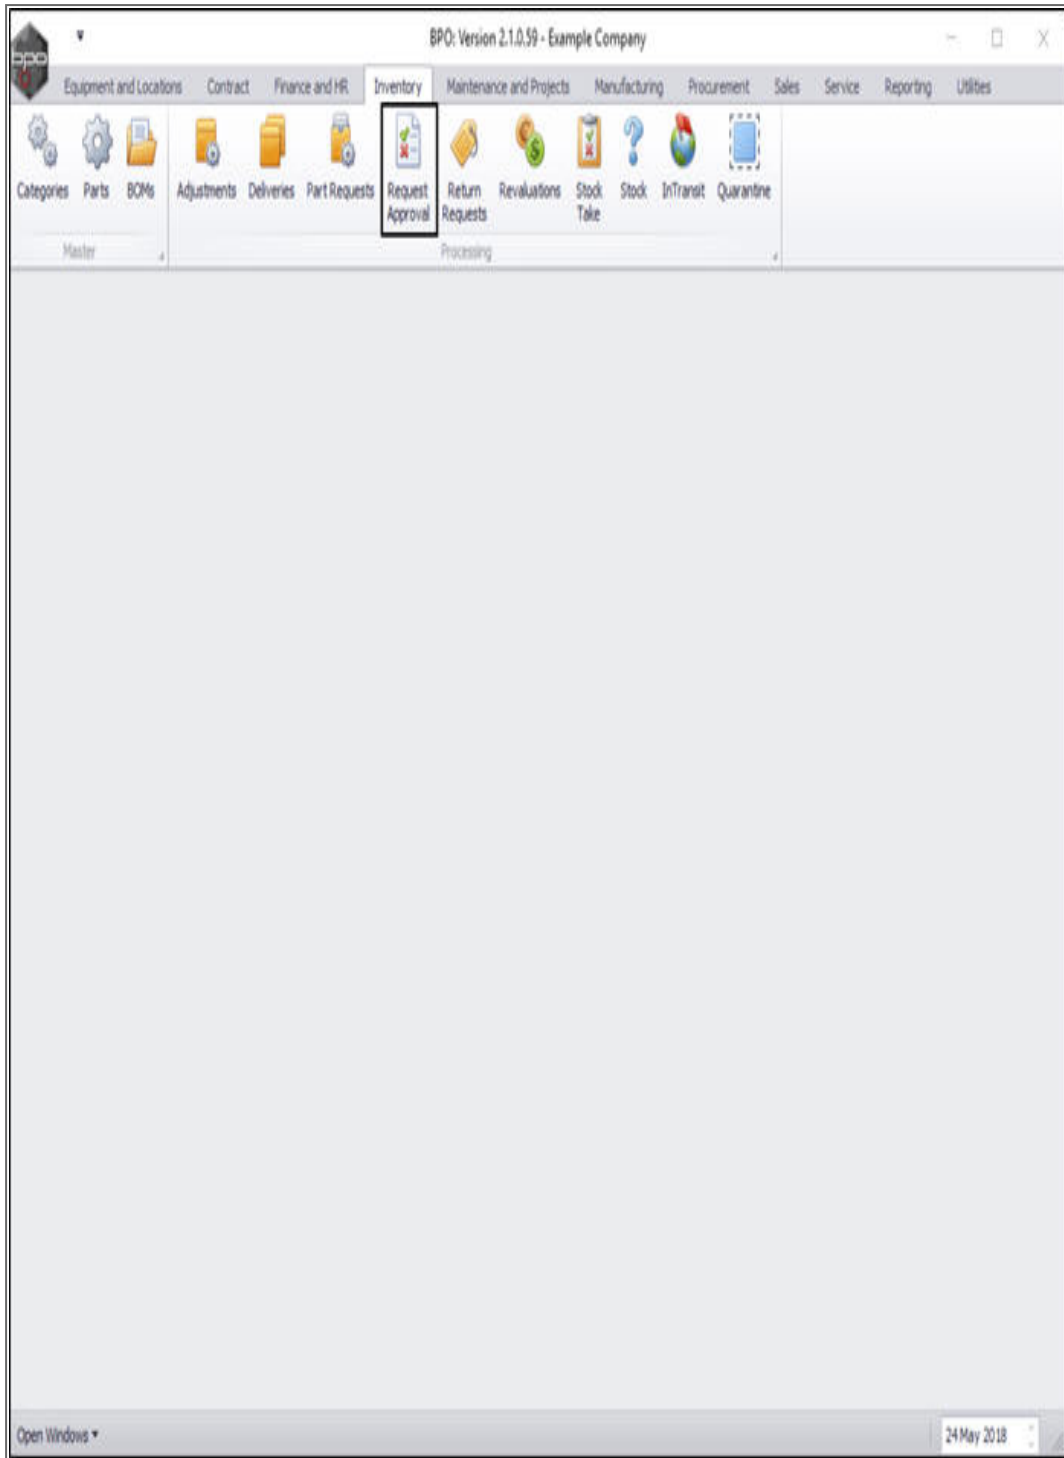 bpo
BPO: Version 2.1.0.59 - Example Company
Equipment and Locations Contract Finance and HR Inventory Maintenance and Projects Manufacturing Procurement Sales Service Reporting Utilities
Categories Parts BOMs Adjustments Deliveries Part Requests Request Approval Return Requests Revaluations Stock Take Stock InTransit Quarantine
Master Processing
Open Windows 24 May 2018